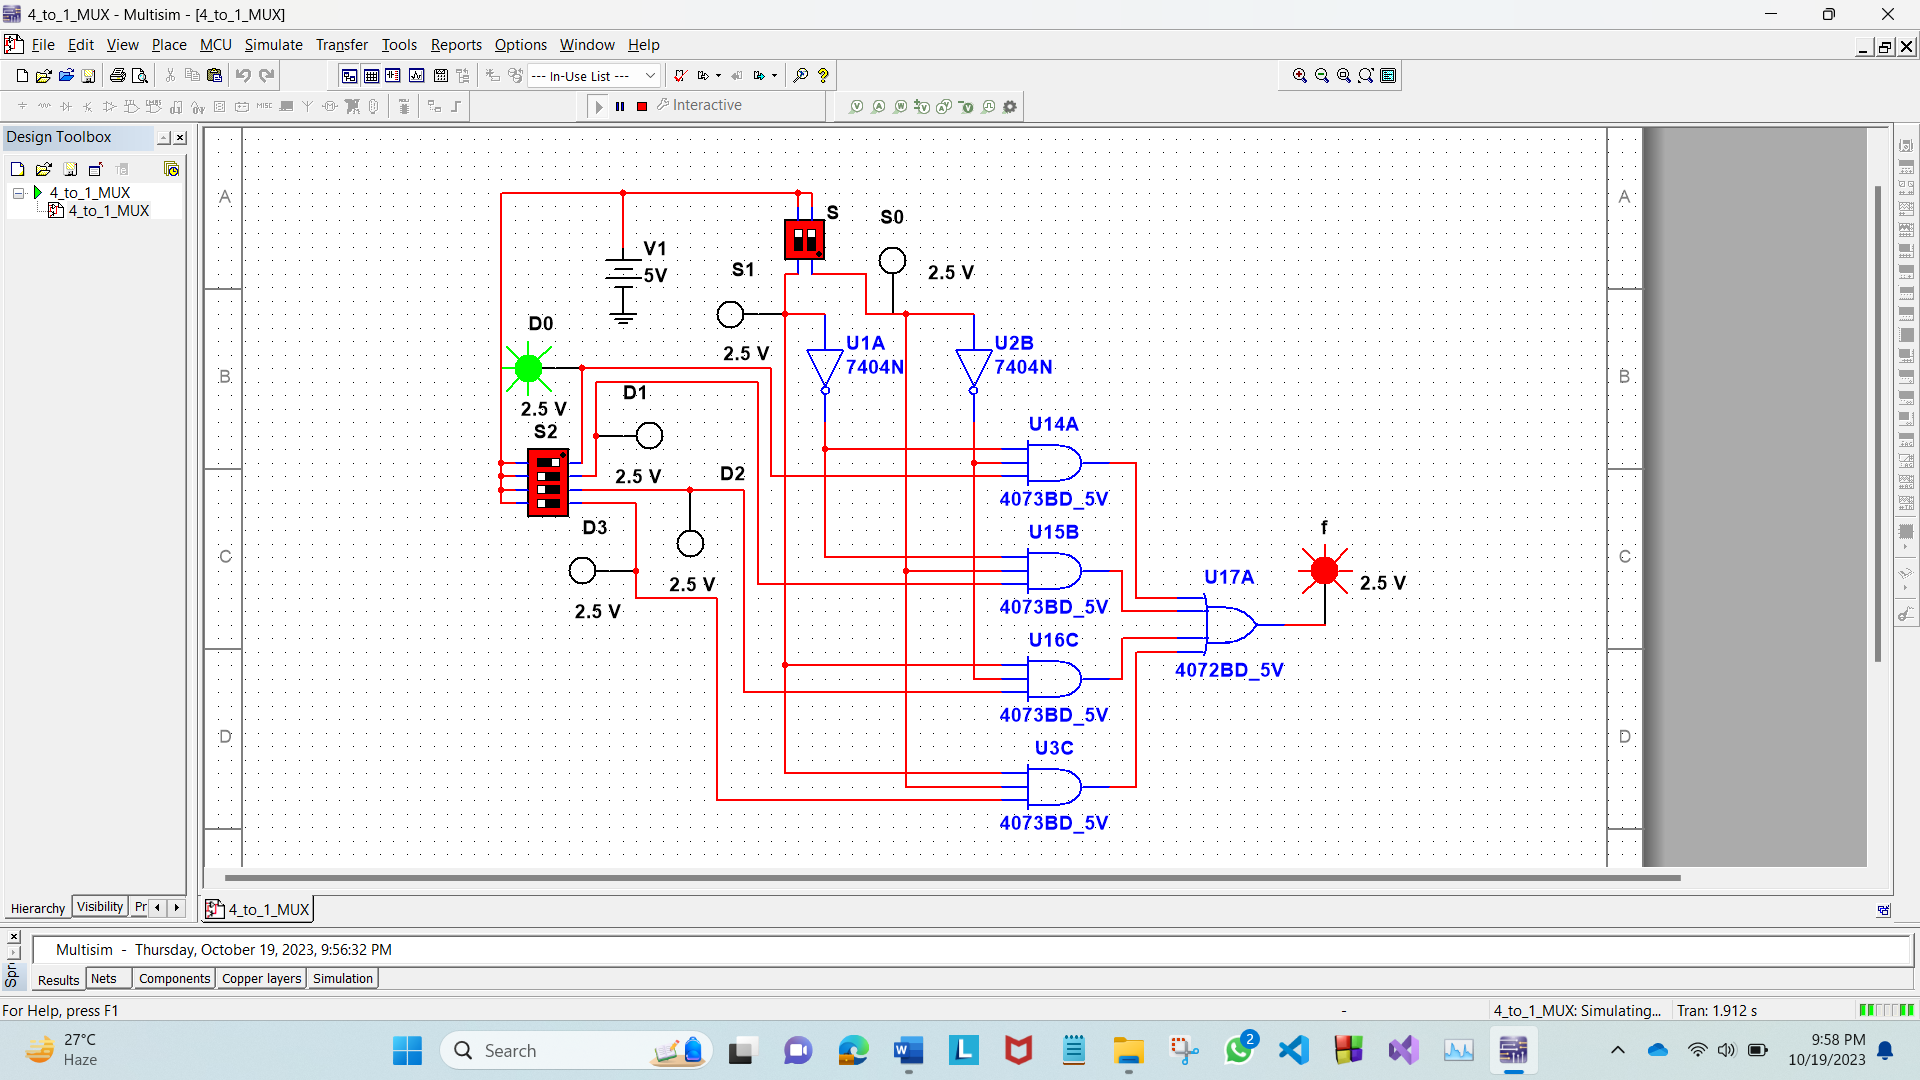 4_to_1_MUX - Multisim - [4_to_1_MUX]
File Edit View Place MCU Simulate Transfer Tools Reports Options Window Help
--- In-Use List ---
Interactive
Design Toolbox
4_to_1_MUX
4_to_1_MUX
A
B
C
D
A
B
C
D
S
S0
V1
5V
S1
2.5 V
D0
2.5 V
U1A
7404N
U2B
7404N
2.5 V
D1
S2
2.5 V
D2
U14A
4073BD_5V
D3
U15B
f
2.5 V
2.5 V
U17A
2.5 V
4073BD_5V
U16C
4072BD_5V
4073BD_5V
U3C
4073BD_5V
Hierarchy Visibility Pr
4_to_1_MUX
Multisim - Thursday, October 19, 2023, 9:56:32 PM
Spr
Results Nets Components Copper layers Simulation
For Help, press F1
-
4_to_1_MUX: Simulating... Tran: 1.912 s
27°C
Haze
Search
2
9:58 PM
10/19/2023